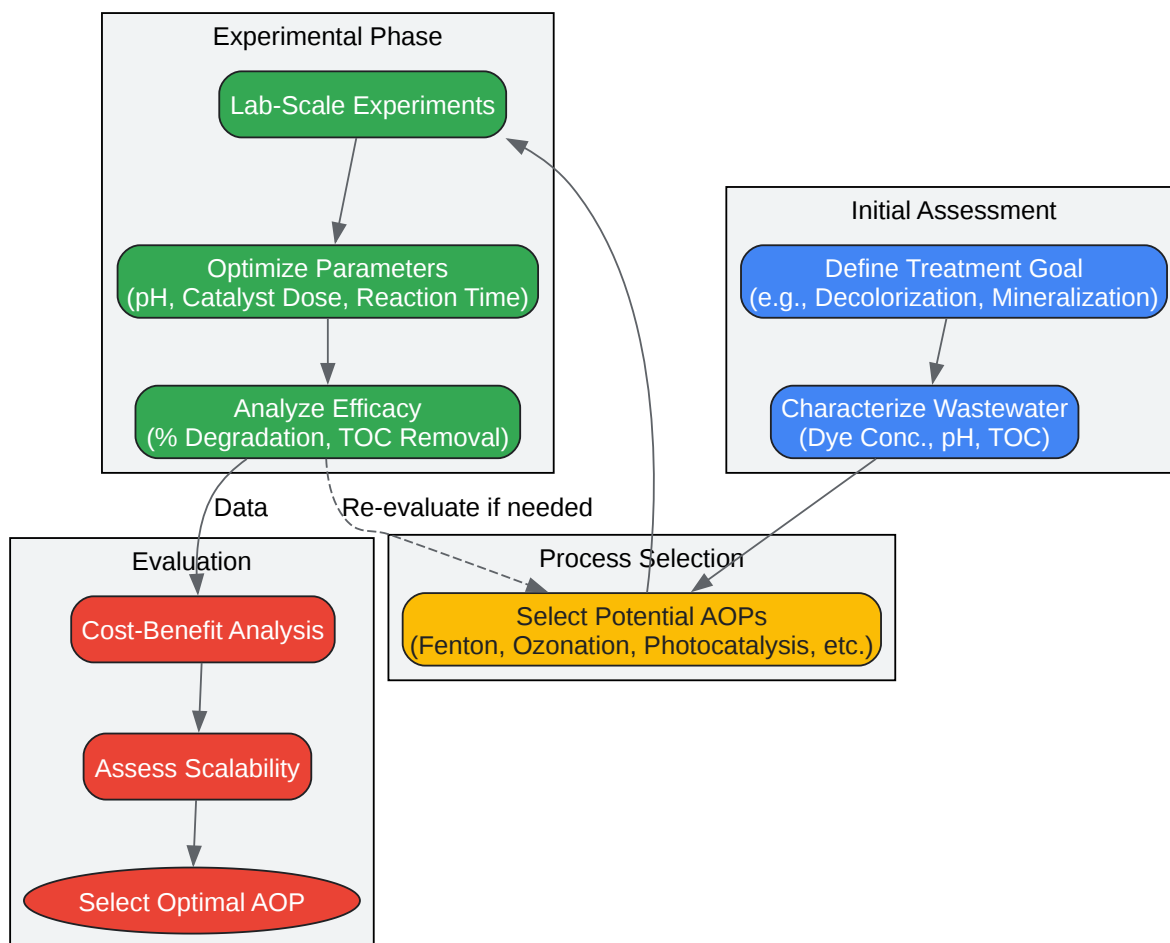 Experimental Phase
Lab-Scale Experiments
Optimize Parameters
(pH, Catalyst Dose, Reaction Time)
Analyze Efficacy
(% Degradation, TOC Removal)
Initial Assessment
Define Treatment Goal
(e.g., Decolorization, Mineralization)
Characterize Wastewater
(Dye Conc., pH, TOC)
Data
Re-evaluate if needed
Process Selection
Select Potential AOPs
(Fenton, Ozonation, Photocatalysis, etc.)
Evaluation
Cost-Benefit Analysis
Assess Scalability
Select Optimal AOP